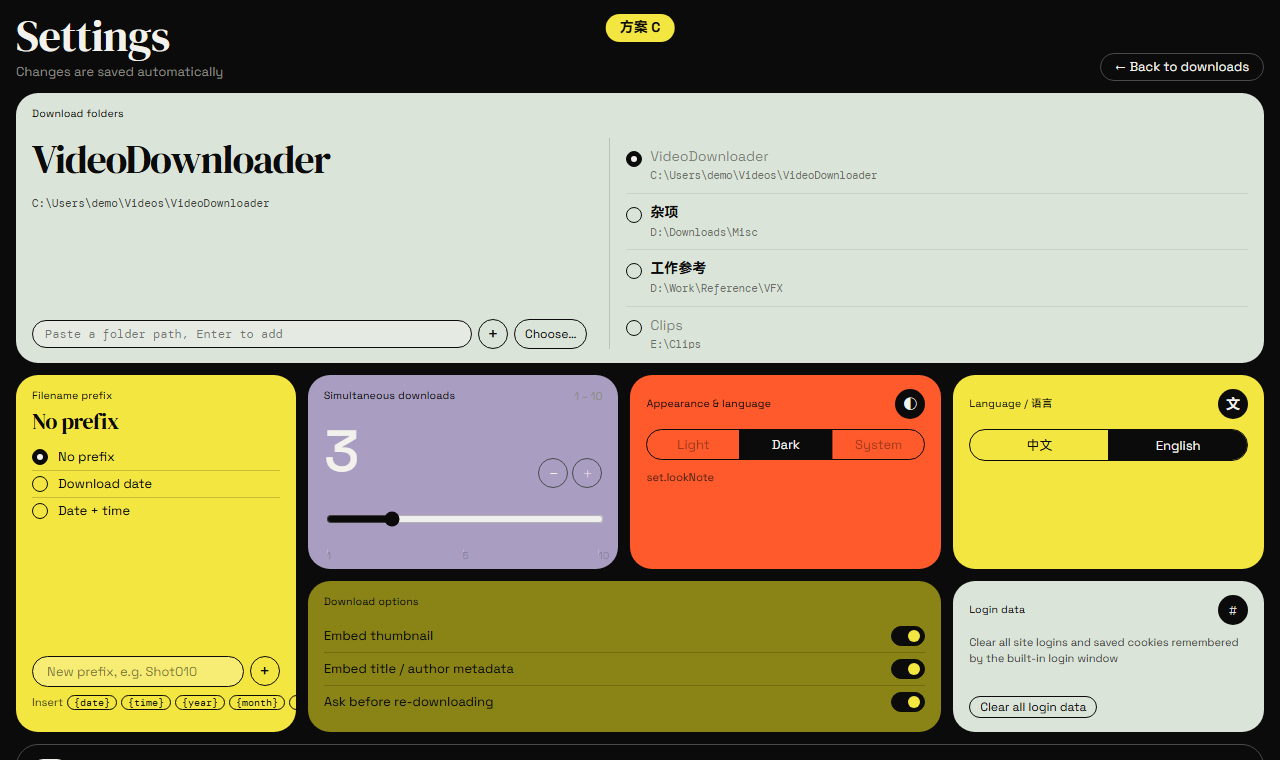 Settings
方案 C
Changes are saved automatically
← Back to downloads
Download folders
VideoDownloader
C:\Users\demo\Videos\VideoDownloader
Paste a folder path, Enter to add
+
Choose…
VideoDownloader
C:\Users\demo\Videos\VideoDownloader
杂项
D:\Downloads\Misc
工作参考
D:\Work\Reference\VFX
Clips
E:\Clips
Filename prefix
No prefix
No prefix
Download date
Date + time
New prefix, e.g. Shot010
+
Insert {date} {time} {year} {month}
Simultaneous downloads
1 – 10
3
− +
1 5 10
Appearance & language
Light Dark System
set.lookNote
Language / 语言
文
中文 English
Download options
Embed thumbnail
Embed title / author metadata
Ask before re-downloading
Login data
#
Clear all site logins and saved cookies remembered
by the built-in login window
Clear all login data